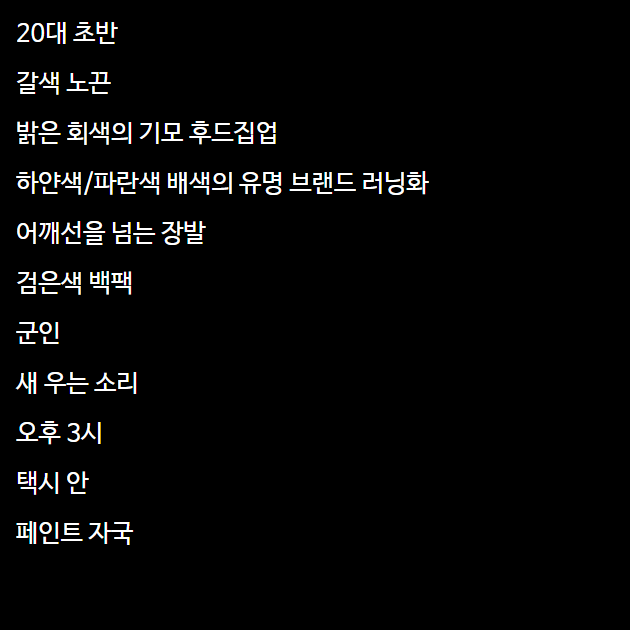 20대 초반
갈색 노끈
밝은 회색의 기모 후드집업
하얀색/파란색 배색의 유명 브랜드 러닝화
어깨선을 넘는 장발
검은색 백팩
군인
새 우는 소리
오후 3시
택시 안
페인트 자국